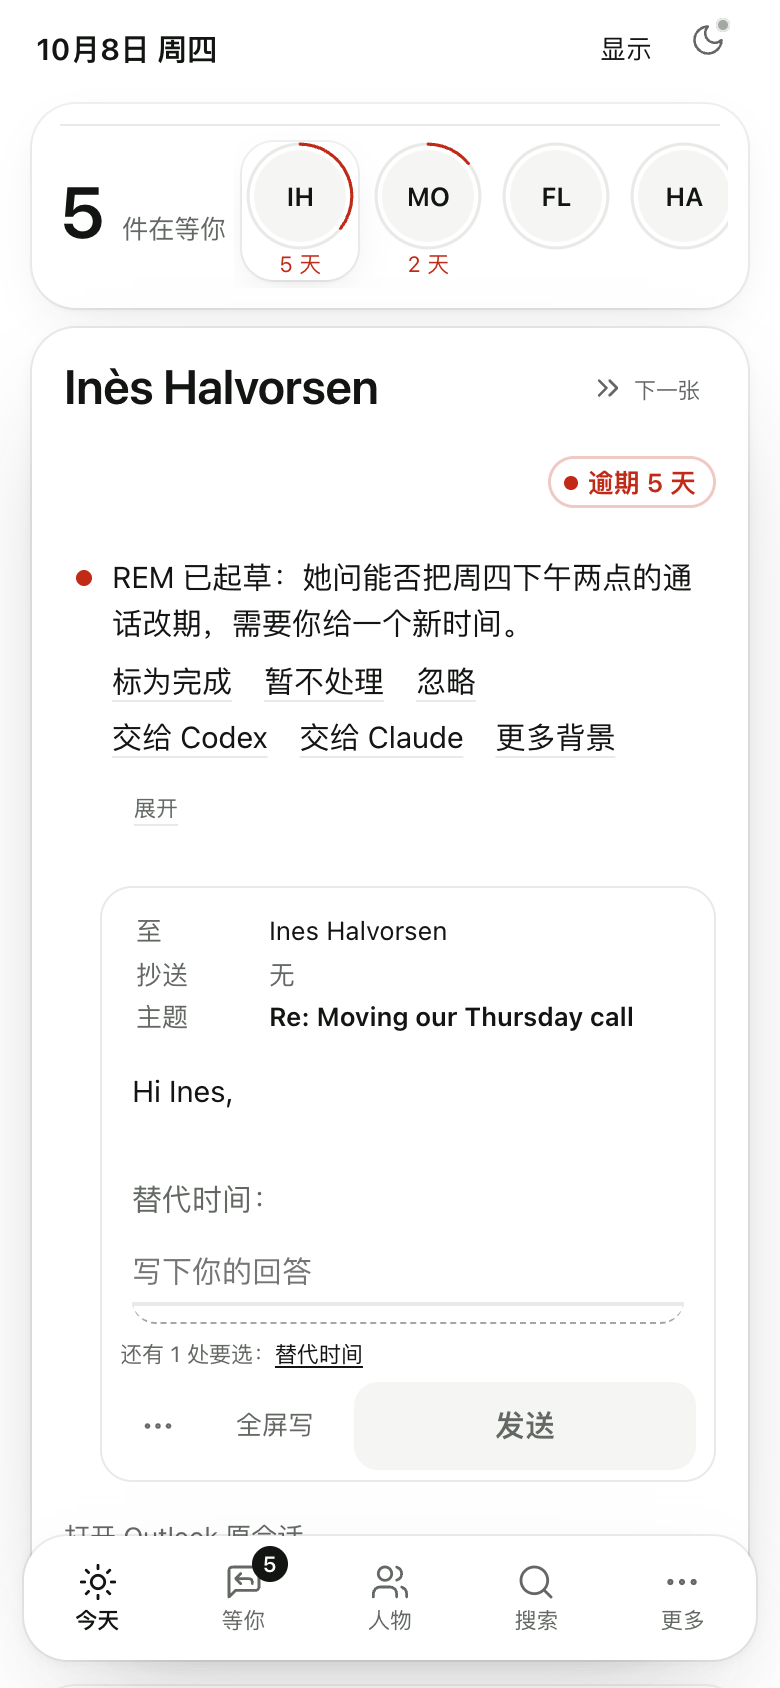 10月8日 周四
显示
5 件在等你
IH
MO
FL
HA
5 天
2 天
Inès Halvorsen
下一张
逾期 5 天
REM 已起草：她问能否把周四下午两点的通
话改期，需要你给一个新时间。
标为完成 暂不处理 忽略
交给 Codex 交给 Claude 更多背景
展开
至 Ines Halvorsen
抄送 无
主题 Re: Moving our Thursday call
Hi Ines,
替代时间：
写下你的回答
还有 1 处要选：替代时间
全屏写
发送
打开 Outlook 原会话
5
今天
等你
人物
搜索
更多